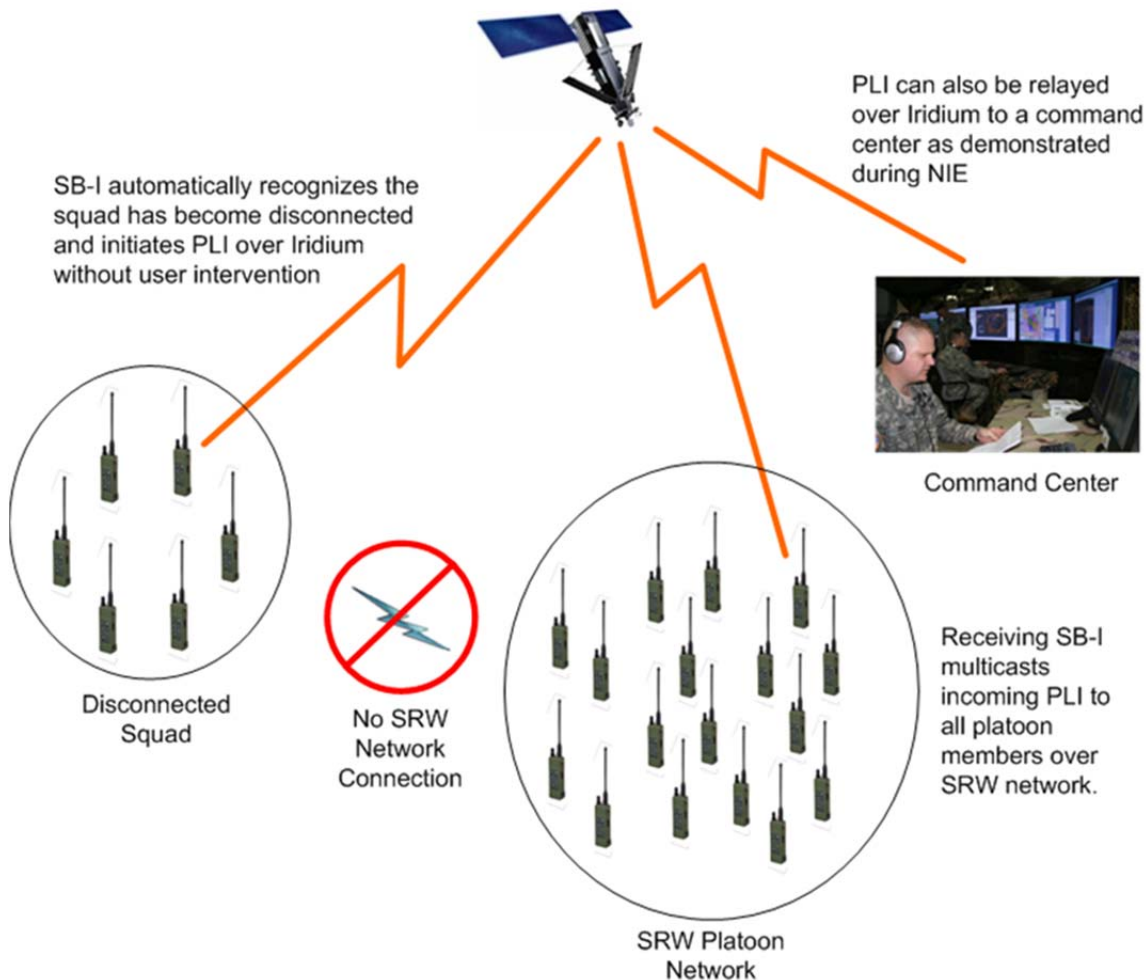 PLI can also be relayed
over Iridium to a command
center as demonstrated
during NIE
SB-I automatically recognizes the
squad has become disconnected
and initiates PLI over Iridium
without user intervention
Command Center
Disconnected
Squad
No SRW
Network
Connection
Receiving SB-I
multicasts
incoming PLI to
all platoon
members over
SRW network.
SRW Platoon
Network